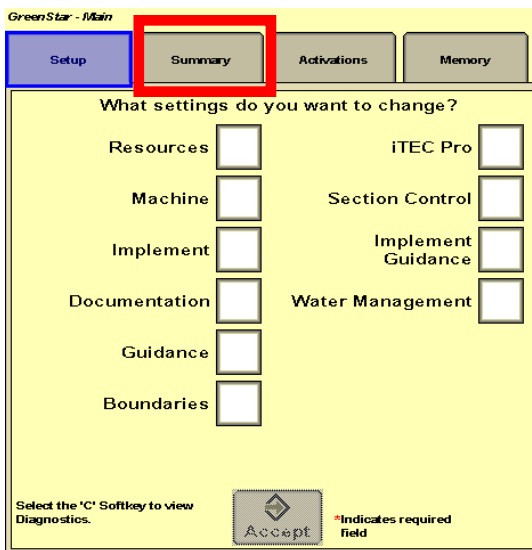 GreenStar - Main
Setup Summary Activations Memory
What settings do you want to change?
Resources iTEC Pro
Machine Section Control
Implement Implement
Guidance
Documentation Water Management
Guidance
Boundaries
Select the 'C' Softkey to view
Diagnostics.
Accept
*Indicates required
field